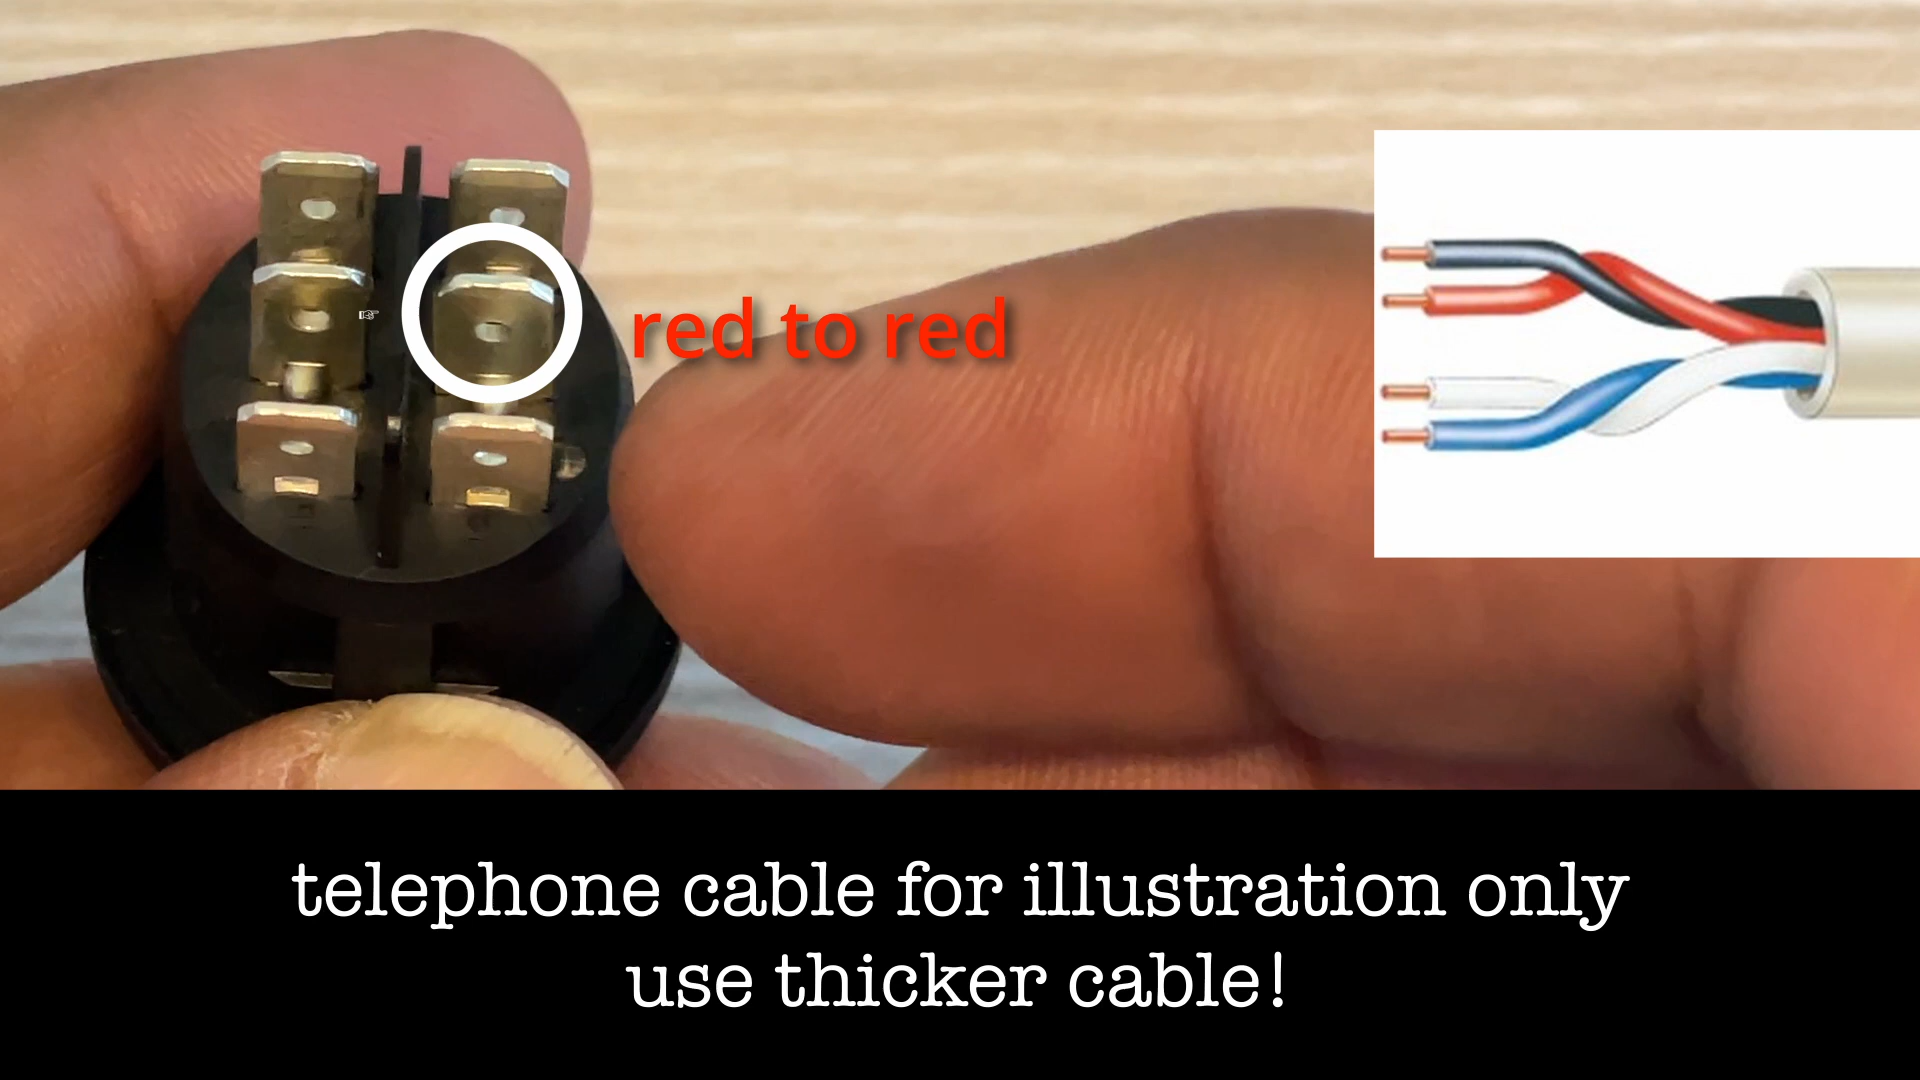 red to red
telephone cable for illustration only
use thicker cable!